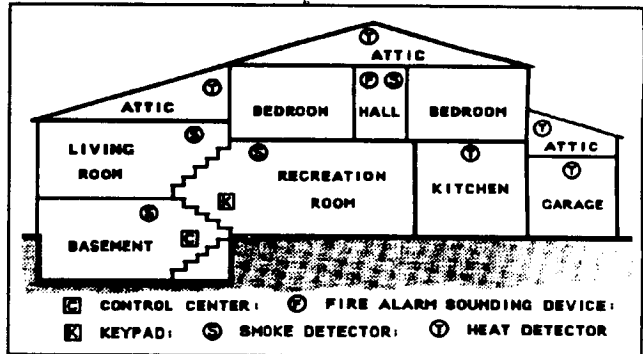 Ⓣ
ATTIC
Ⓣ
ATTIC
Ⓕ Ⓢ
BEDROOM HALL BEDROOM
Ⓢ
LIVING
ROOM
Ⓣ
ATTIC
Ⓢ
RECREATION
ROOM
Ⓣ
KITCHEN
Ⓣ
GARAGE
K
Ⓢ
BASEMENT
C
C CONTROL CENTER: Ⓕ FIRE ALARM SOUNDING DEVICE:
K KEYPAD: Ⓢ SMOKE DETECTOR: Ⓣ HEAT DETECTOR